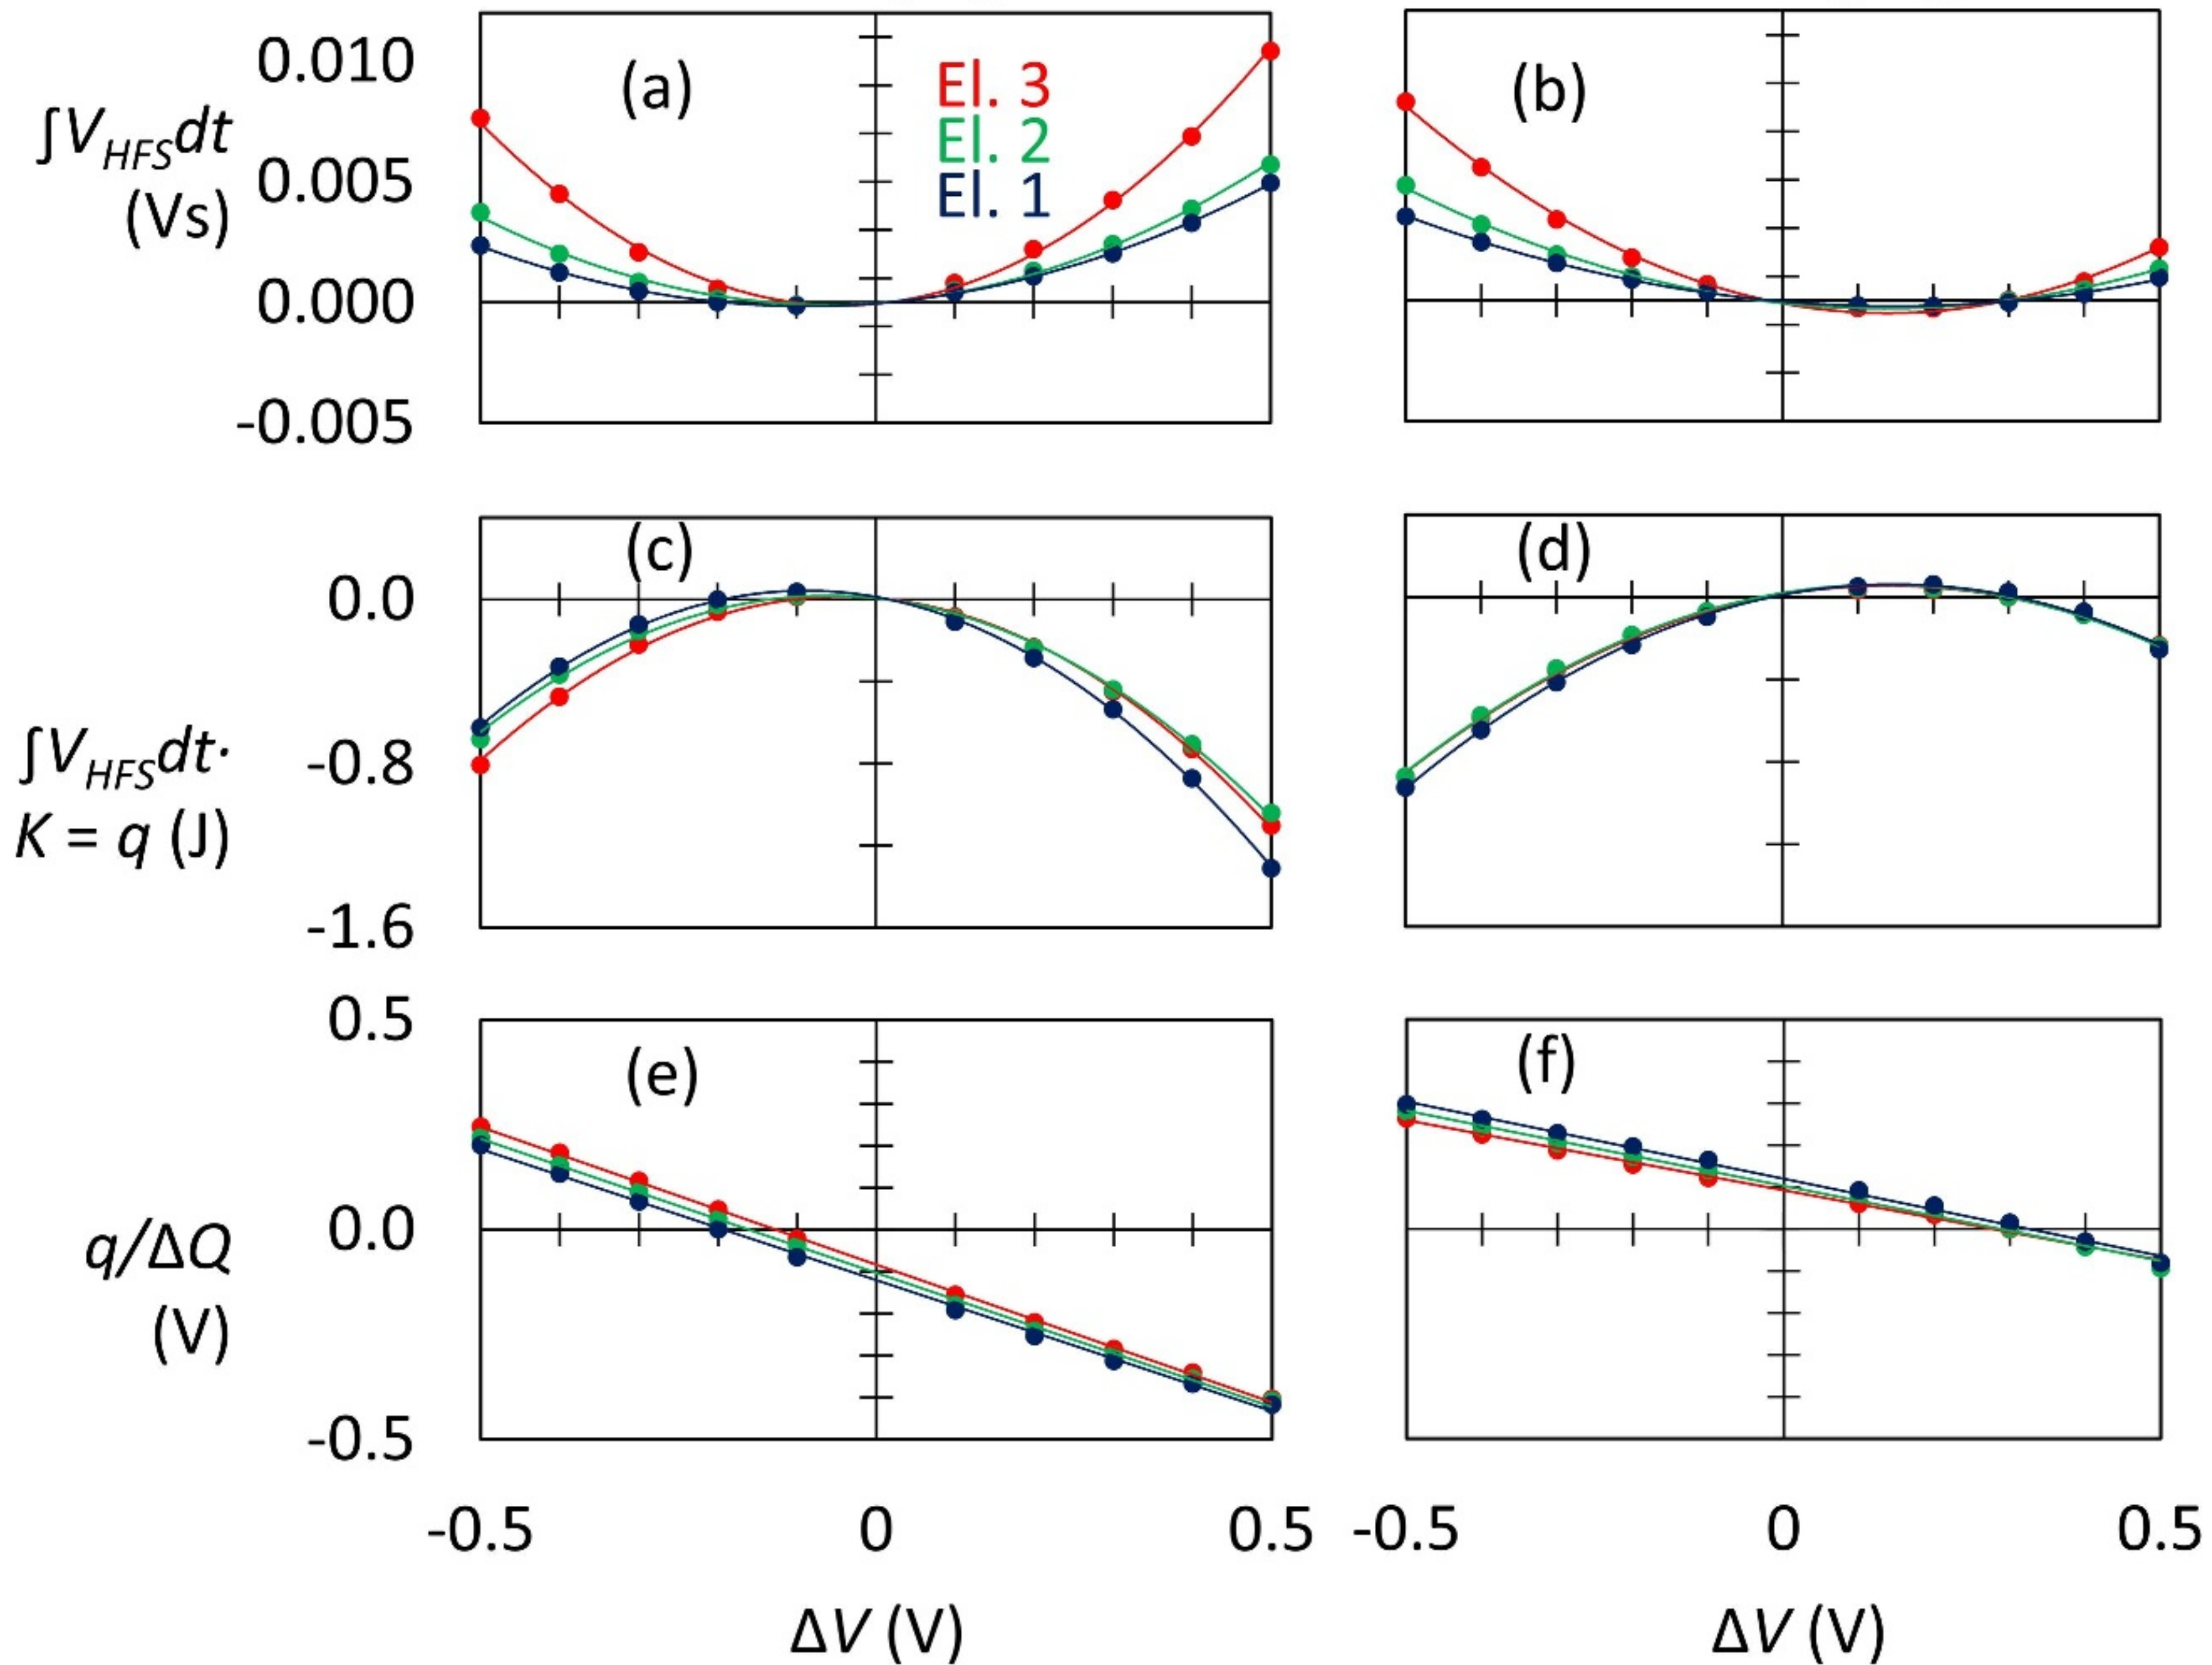 0.010
0.005
0.000
-0.005
∫V_HFS dt
(Vs)
(a)
El. 3
El. 2
El. 1
(b)
0.0
-0.8
-1.6
∫V_HFS dt·
K = q (J)
(c)
(d)
0.5
0.0
-0.5
q/ΔQ
(V)
(e)
(f)
-0.5 0 0.5 -0.5 0 0.5
ΔV (V) ΔV (V)